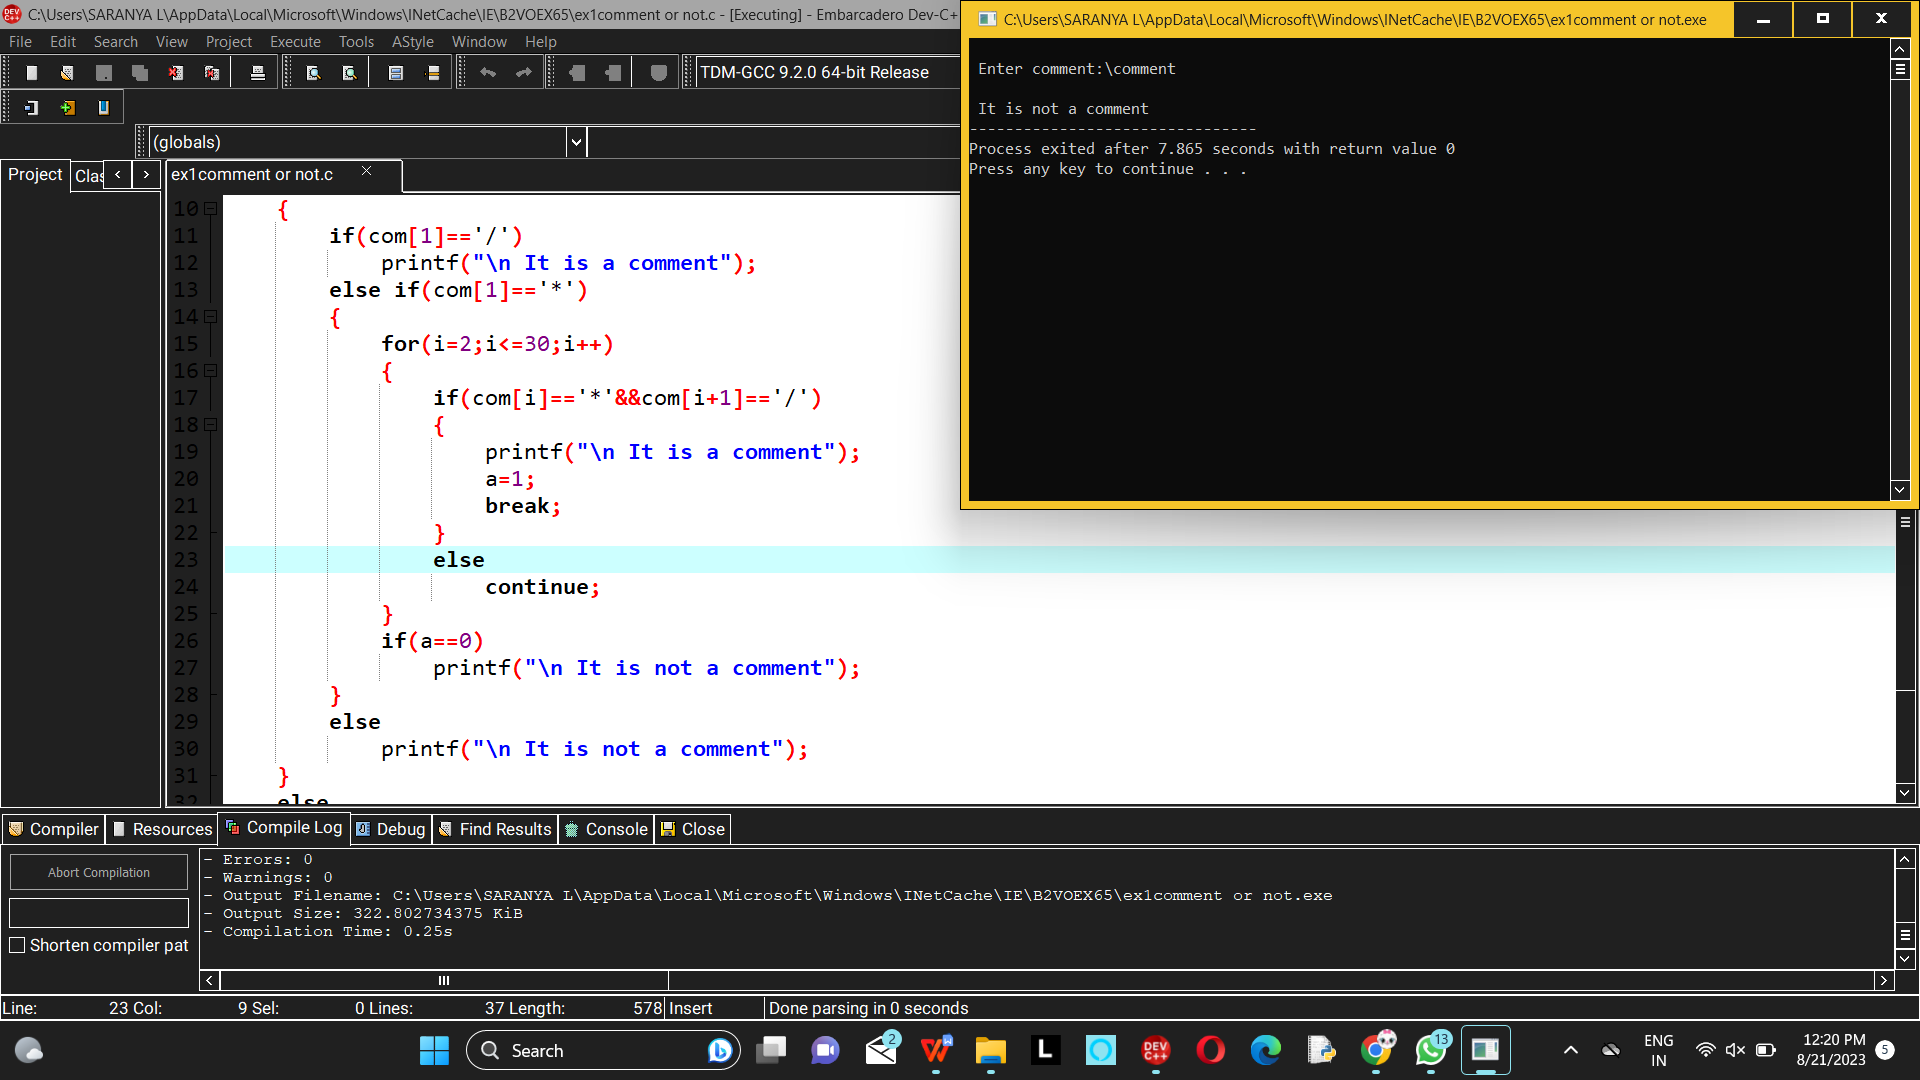 C:\Users\SARANYA L\AppData\Local\Microsoft\Windows\INetCache\IE\B2VOEX65\ex1comment or not.c - [Executing] - Embarcadero Dev-C+
File Edit Search View Project Execute Tools AStyle Window Help
TDM-GCC 9.2.0 64-bit Release
(globals)
Project Clas ex1comment or not.c
10 {
11 if(com[1]=='/')
12 printf("\n It is a comment");
13 else if(com[1]=='*')
14 {
15 for(i=2;i<=30;i++)
16 {
17 if(com[i]=='*'&&com[i+1]=='/')
18 {
19 printf("\n It is a comment");
20 a=1;
21 break;
22 }
23 else
24 continue;
25 }
26 if(a==0)
27 printf("\n It is not a comment");
28 }
29 else
30 printf("\n It is not a comment");
31 }
32 else
C:\Users\SARANYA L\AppData\Local\Microsoft\Windows\INetCache\IE\B2VOEX65\ex1comment or not.exe
Enter comment:\comment
It is not a comment
--------------------------------
Process exited after 7.865 seconds with return value 0
Press any key to continue . . .
Compiler Resources Compile Log Debug Find Results Console Close
Abort Compilation
Shorten compiler pat
- Errors: 0
- Warnings: 0
- Output Filename: C:\Users\SARANYA L\AppData\Local\Microsoft\Windows\INetCache\IE\B2VOEX65\ex1comment or not.exe
- Output Size: 322.802734375 KiB
- Compilation Time: 0.25s
Line: 23 Col: 9 Sel: 0 Lines: 37 Length: 578 Insert Done parsing in 0 seconds
Search
2
W
L
DEV C++
13
ENG
IN
12:20 PM
8/21/2023
5